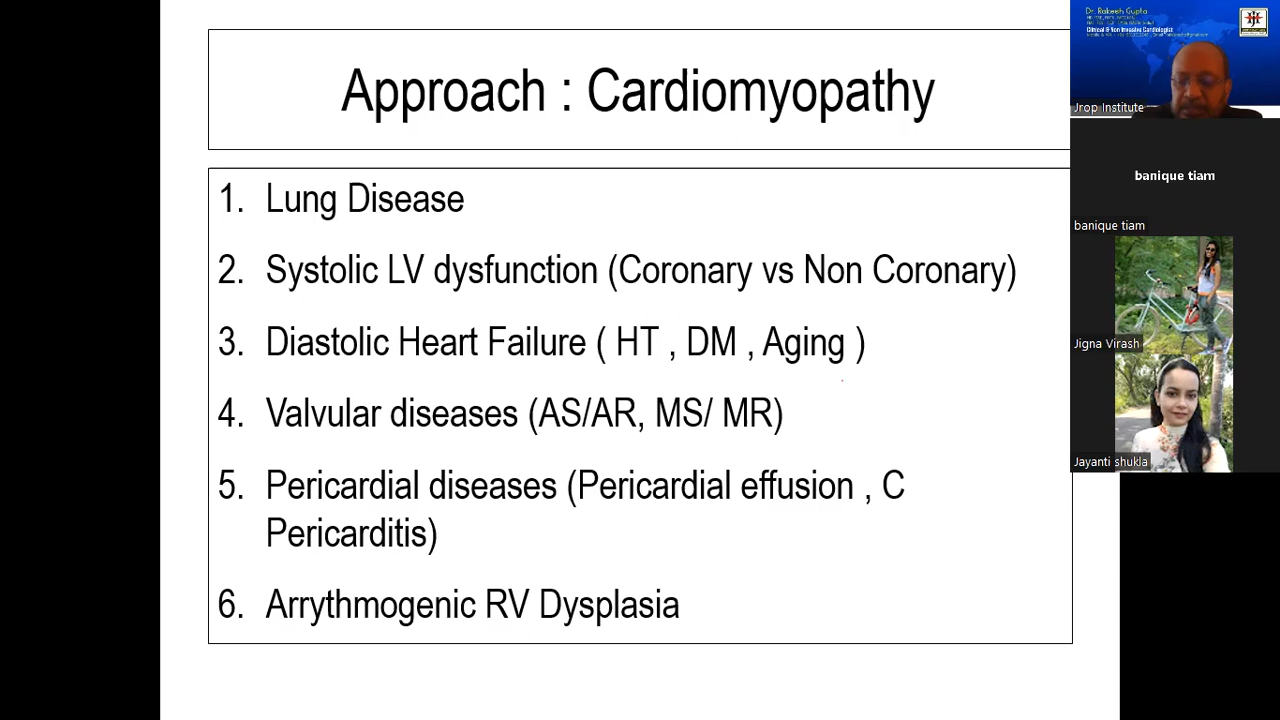 Approach : Cardiomyopathy
1. Lung Disease
2. Systolic LV dysfunction (Coronary vs Non Coronary)
3. Diastolic Heart Failure ( HT , DM , Aging )
4. Valvular diseases (AS/AR, MS/ MR)
5. Pericardial diseases (Pericardial effusion , C
Pericarditis)
6. Arrythmogenic RV Dysplasia
Dr. Rakesh Gupta
Clinical & Non Invasive Cardiologist
Jrop Institute
banique tiam
banique tiam
Jigna Virash
Jayanti shukla